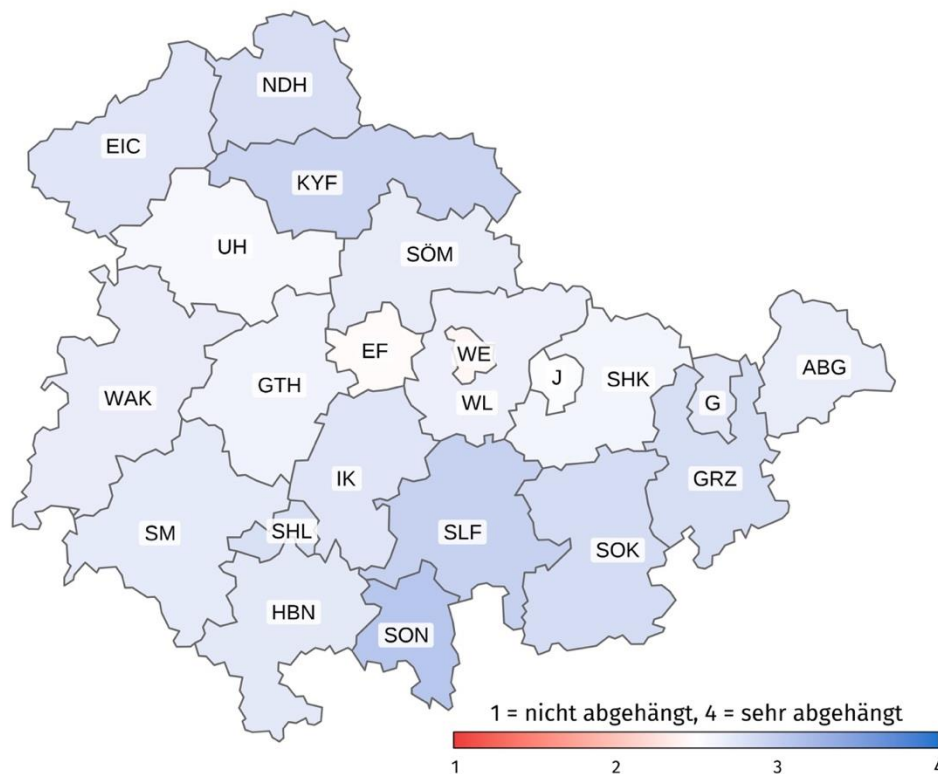 NDH
EIC
KYF
UH
SÖM
EF
WE
J
SHK
ABG
GTH
WAK
WL
G
IK
GRZ
SM
SHL
SLF
SOK
HBN
SON
1 = nicht abgehängt, 4 = sehr abgehängt
1 2 3 4